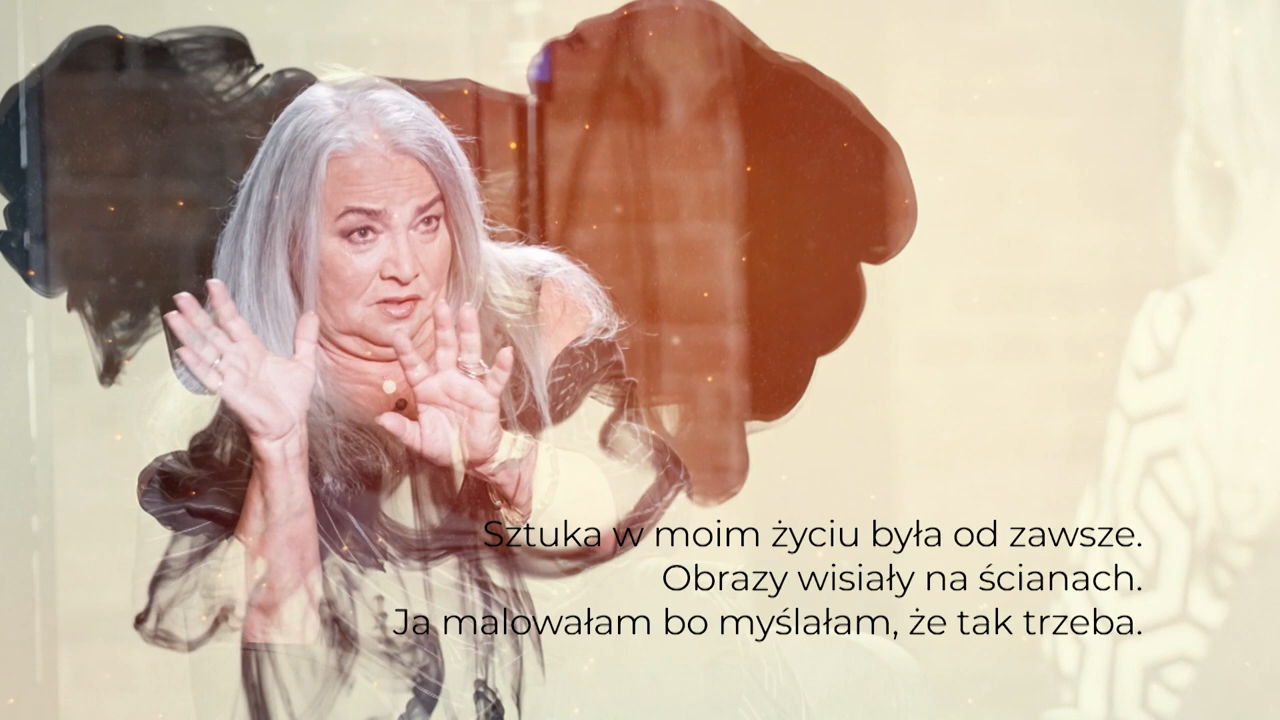 Sztuka w moim życiu była od zawsze.
Obrazy wisiały na ścianach.
Ja malowałam bo myślałam, że tak trzeba.